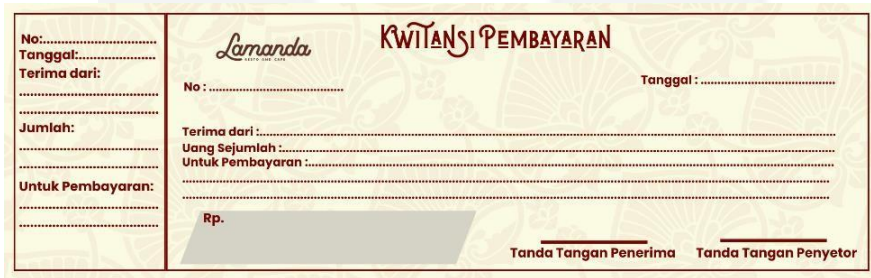 No:............................
Tanggal:...................
Terima dari:
..................................
..................................
Jumlah:
..................................
..................................
Untuk Pembayaran:
..................................
..................................
Lamanda
RESTO AND CAFE
KWITANSI PEMBAYARAN
No : .................................
Tanggal : .................................
Terima dari :..............................................................................
Uang Sejumlah :..............................................................................
Untuk Pembayaran :..............................................................................
..............................................................................
..............................................................................
Rp.
Tanda Tangan Penerima
Tanda Tangan Penyetor